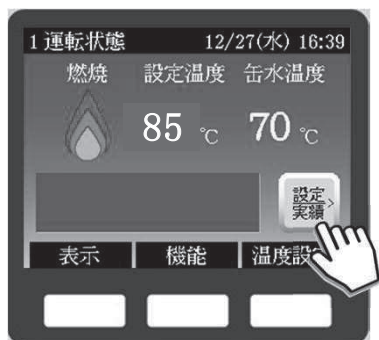 1 運転状態 12/27(水) 16:39
燃焼 設定温度 缶水温度
85 ℃ 70 ℃
設定
実績
表示 機能 温度設